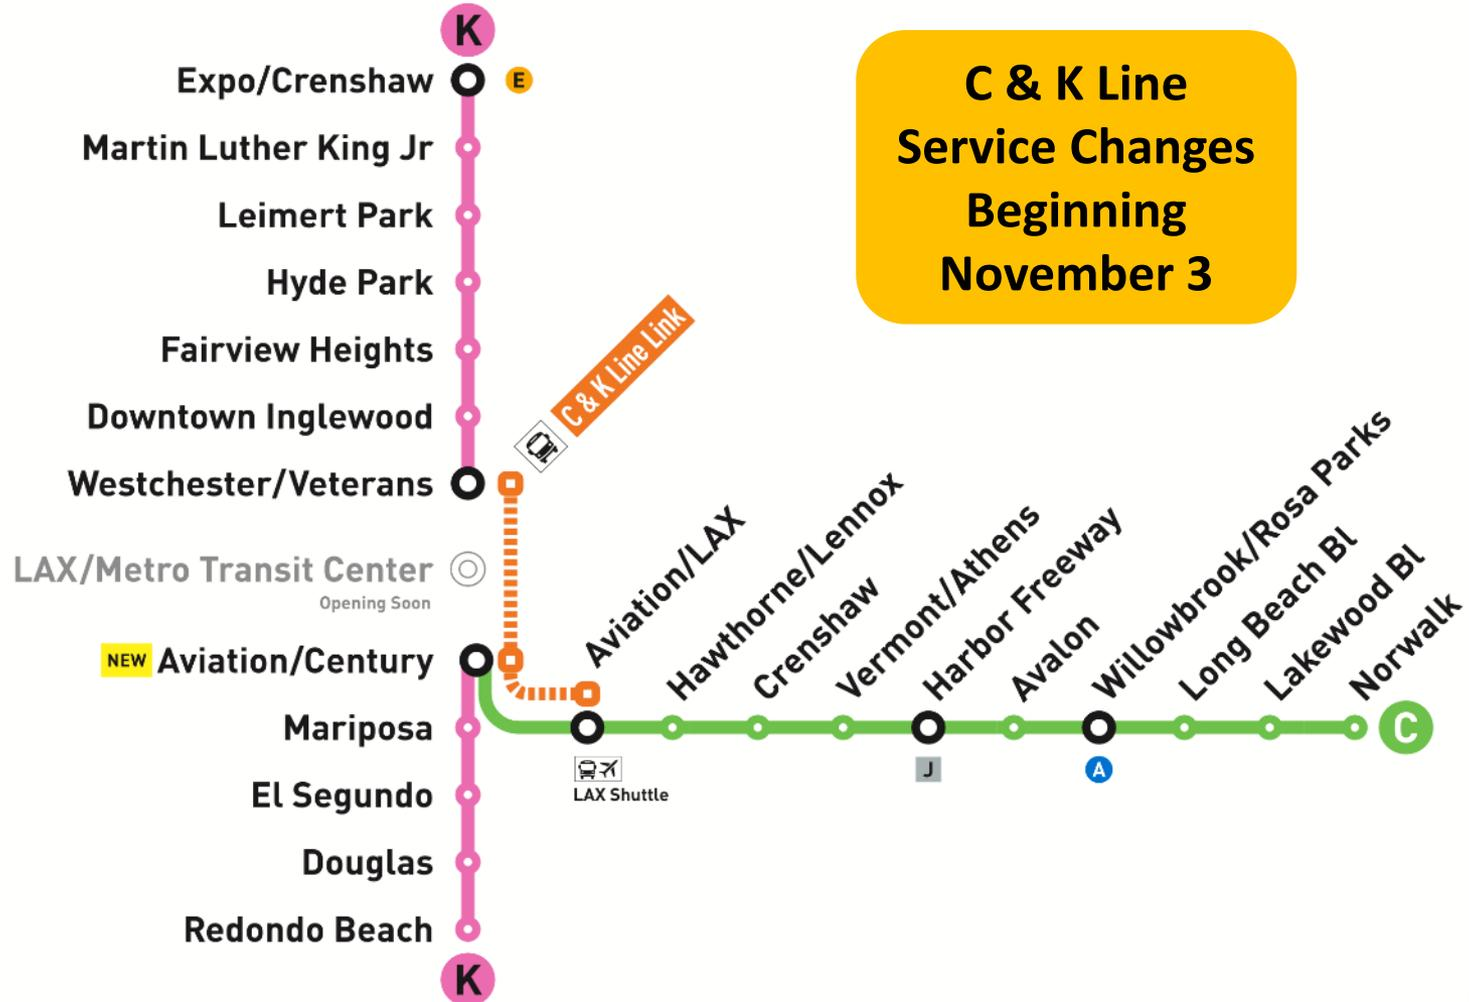 K
Expo/Crenshaw
E
Martin Luther King Jr
Leimert Park
Hyde Park
Fairview Heights
Downtown Inglewood
Westchester/Veterans
LAX/Metro Transit Center
Opening Soon
NEW Aviation/Century
Mariposa
El Segundo
Douglas
Redondo Beach
K
C & K Line
Service Changes
Beginning
November 3
C & K Line Link
Aviation/LAX
Hawthorne/Lennox
Crenshaw
Vermont/Athens
Harbor Freeway
Avalon
Willowbrook/Rosa Parks
Long Beach Bl
Lakewood Bl
Norwalk
C
LAX Shuttle
J
A